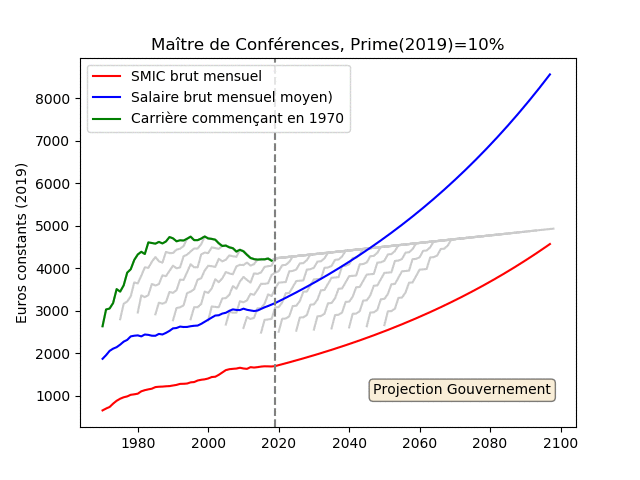 Maître de Conférences, Prime(2019)=10%
SMIC brut mensuel
Salaire brut mensuel moyen)
Carrière commençant en 1970
Euros constants (2019)
8000
7000
6000
5000
4000
3000
2000
1000
Projection Gouvernement
1980 2000 2020 2040 2060 2080 2100